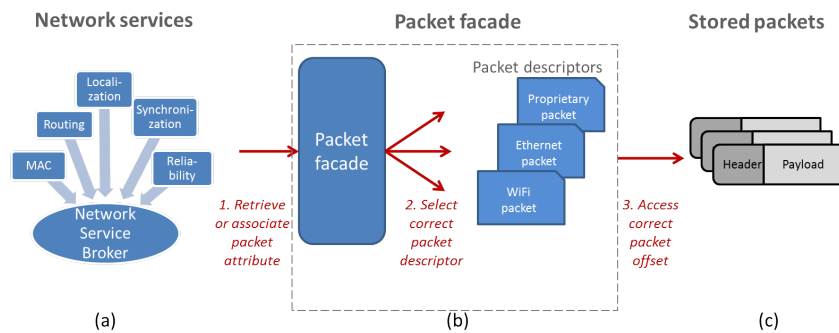 Network services
Packet facade
Stored packets
Locali-
zation
Synchroni-
zation
Routing
MAC
Relia-
bility
Network
Service
Broker
1. Retrieve
or associate
packet
attribute
Packet
facade
2. Select
correct
packet
descriptor
Packet descriptors
Proprietary
packet
Ethernet
packet
WiFi
packet
3. Access
correct
packet
offset
Header
Payload
(a)
(b)
(c)